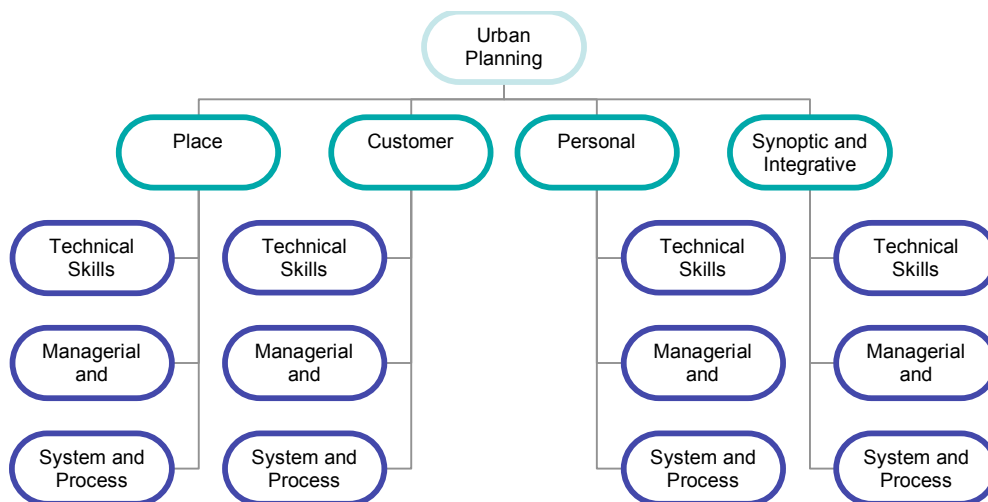 Urban
Planning
Place
Customer
Personal
Synoptic and
Integrative
Technical
Skills
Technical
Skills
Technical
Skills
Technical
Skills
Managerial
and
Managerial
and
Managerial
and
Managerial
and
System and
Process
System and
Process
System and
Process
System and
Process